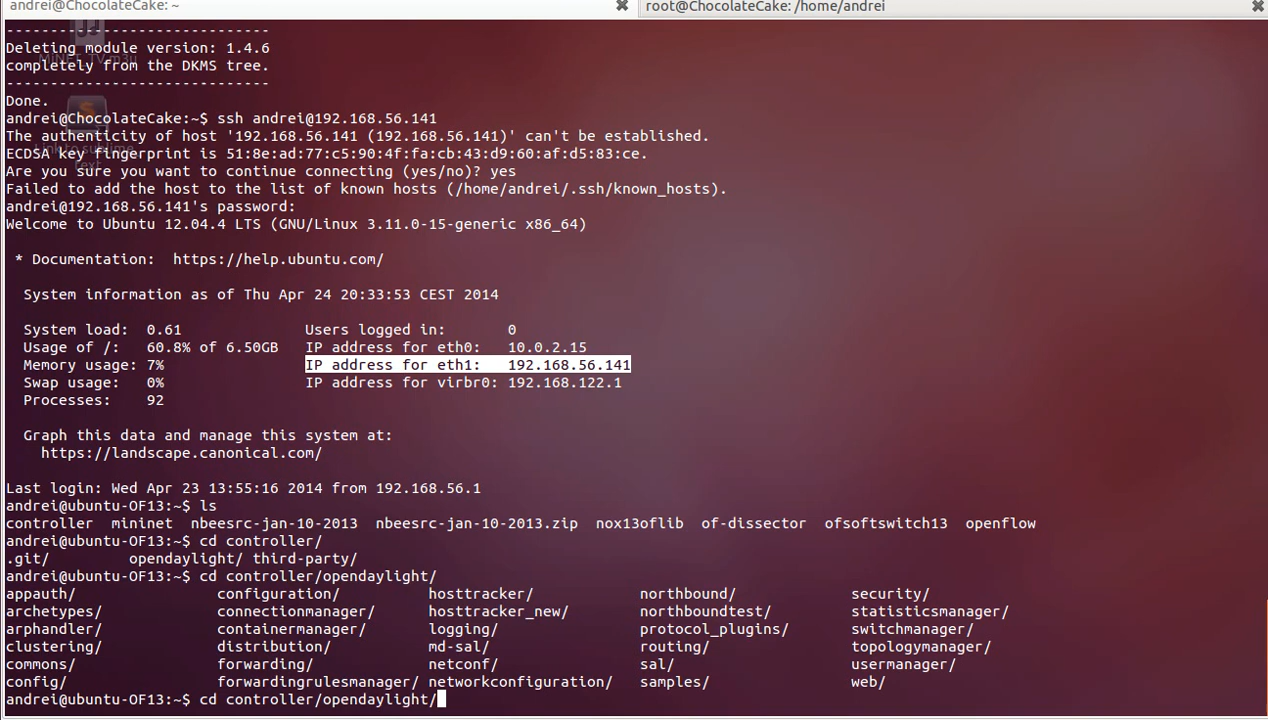 andrei@ChocolateCake: ~
root@ChocolateCake: /home/andrei
------------------------------
Deleting module version: 1.4.6
completely from the DKMS tree.
------------------------------
Done.
andrei@ChocolateCake:~$ ssh andrei@192.168.56.141
The authenticity of host '192.168.56.141 (192.168.56.141)' can't be established.
ECDSA key fingerprint is 51:8e:ad:77:c5:90:4f:fa:cb:43:d9:60:af:d5:83:ce.
Are you sure you want to continue connecting (yes/no)? yes
Failed to add the host to the list of known hosts (/home/andrei/.ssh/known_hosts).
andrei@192.168.56.141's password:
Welcome to Ubuntu 12.04.4 LTS (GNU/Linux 3.11.0-15-generic x86_64)
 * Documentation:  https://help.ubuntu.com/
  System information as of Thu Apr 24 20:33:53 CEST 2014
  System load:  0.61              Users logged in:       0
  Usage of /:   60.8% of 6.50GB   IP address for eth0:   10.0.2.15
  Memory usage: 7%                IP address for eth1:   192.168.56.141
  Swap usage:   0%                IP address for virbr0: 192.168.122.1
  Processes:    92
  Graph this data and manage this system at:
    https://landscape.canonical.com/
Last login: Wed Apr 23 13:55:16 2014 from 192.168.56.1
andrei@ubuntu-OF13:~$ ls
controller  mininet  nbeesrc-jan-10-2013  nbeesrc-jan-10-2013.zip  nox13oflib  of-dissector  ofsoftswitch13  openflow
andrei@ubuntu-OF13:~$ cd controller/
.git/         opendaylight/ third-party/
andrei@ubuntu-OF13:~$ cd controller/opendaylight/
appauth/                configuration/          hosttracker/            northbound/             security/
archetypes/             connectionmanager/      hosttracker_new/        northboundtest/         statisticsmanager/
arphandler/             containermanager/       logging/                protocol_plugins/       switchmanager/
clustering/             distribution/           md-sal/                 routing/                topologymanager/
commons/                forwarding/             netconf/                sal/                    usermanager/
config/                 forwardingrulesmanager/ networkconfiguration/   samples/                web/
andrei@ubuntu-OF13:~$ cd controller/opendaylight/